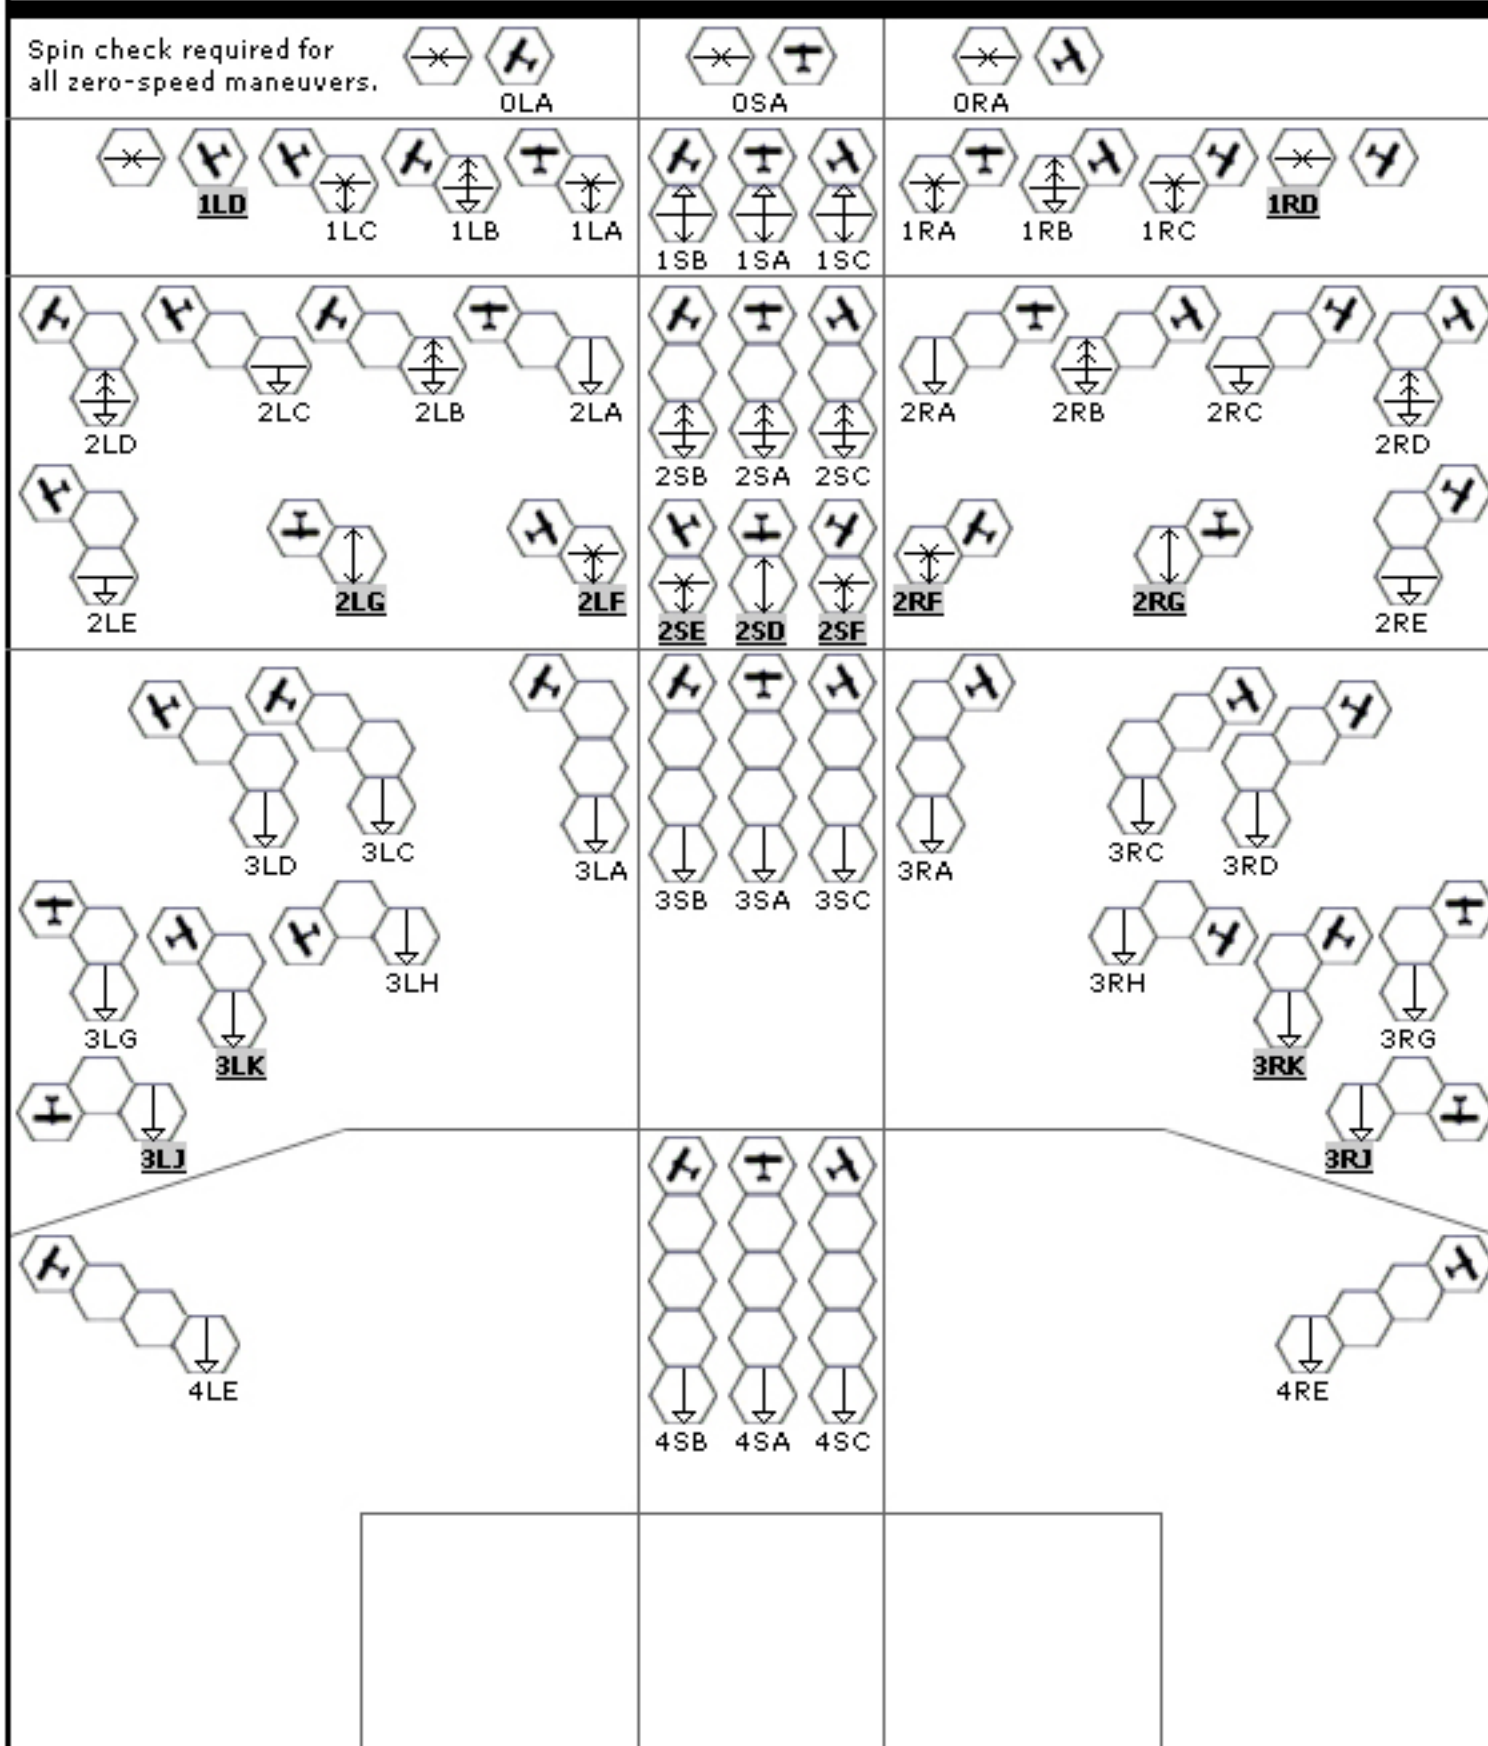 Spin check required for
all zero-speed maneuvers.
0LA
0SA
0RA
1LD
1LC
1LB
1LA
1SB
1SA
1SC
1RA
1RB
1RC
1RD
2LD
2LC
2LB
2LA
2SB
2SA
2SC
2RA
2RB
2RC
2RD
2LE
2LG
2LF
2SE
2SD
2SF
2RF
2RG
2RE
3LD
3LC
3LA
3SB
3SA
3SC
3RA
3RC
3RD
3LG
3LK
3LH
3RH
3RK
3RG
3LJ
3RJ
4LE
4SB
4SA
4SC
4RE